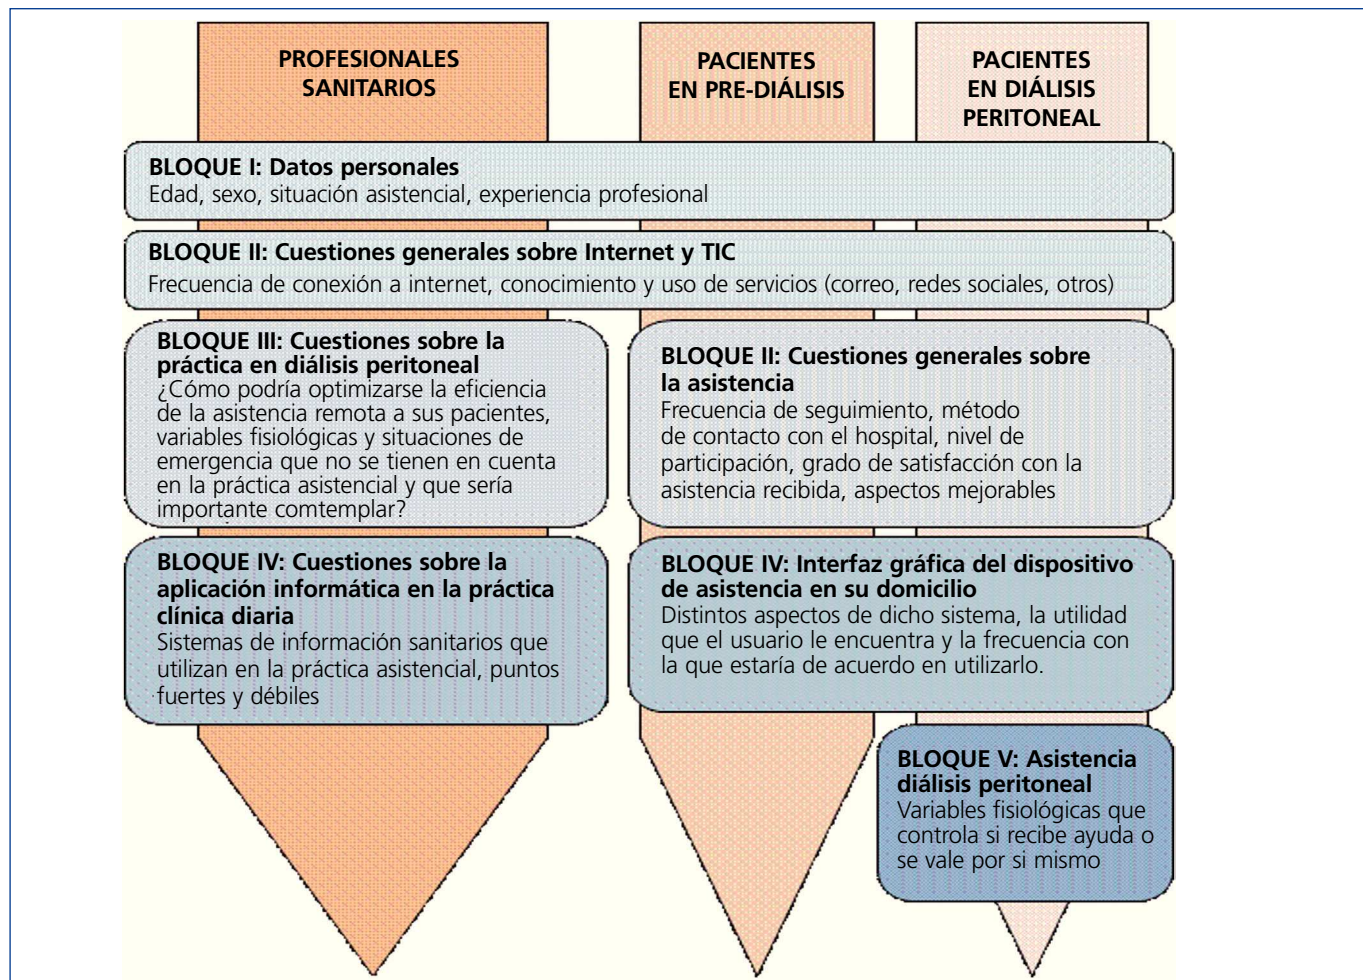 PROFESIONALES
SANITARIOS
PACIENTES
EN PRE-DIÁLISIS
PACIENTES
EN DIÁLISIS
PERITONEAL
BLOQUE I: Datos personales
Edad, sexo, situación asistencial, experiencia profesional
BLOQUE II: Cuestiones generales sobre Internet y TIC
Frecuencia de conexión a internet, conocimiento y uso de servicios (correo, redes sociales, otros)
BLOQUE III: Cuestiones sobre la
práctica en diálisis peritoneal
¿Cómo podría optimizarse la eficiencia
de la asistencia remota a sus pacientes,
variables fisiológicas y situaciones de
emergencia que no se tienen en cuenta
en la práctica asistencial y que sería
importante comtemplar?
BLOQUE II: Cuestiones generales sobre
la asistencia
Frecuencia de seguimiento, método
de contacto con el hospital, nivel de
participación, grado de satisfacción con la
asistencia recibida, aspectos mejorables
BLOQUE IV: Cuestiones sobre la
aplicación informática en la práctica
clínica diaria
Sistemas de información sanitarios que
utilizan en la práctica asistencial, puntos
fuertes y débiles
BLOQUE IV: Interfaz gráfica del dispositivo
de asistencia en su domicilio
Distintos aspectos de dicho sistema, la utilidad
que el usuario le encuentra y la frecuencia con
la que estaría de acuerdo en utilizarlo.
BLOQUE V: Asistencia
diálisis peritoneal
Variables fisiológicas que
controla si recibe ayuda o
se vale por si mismo